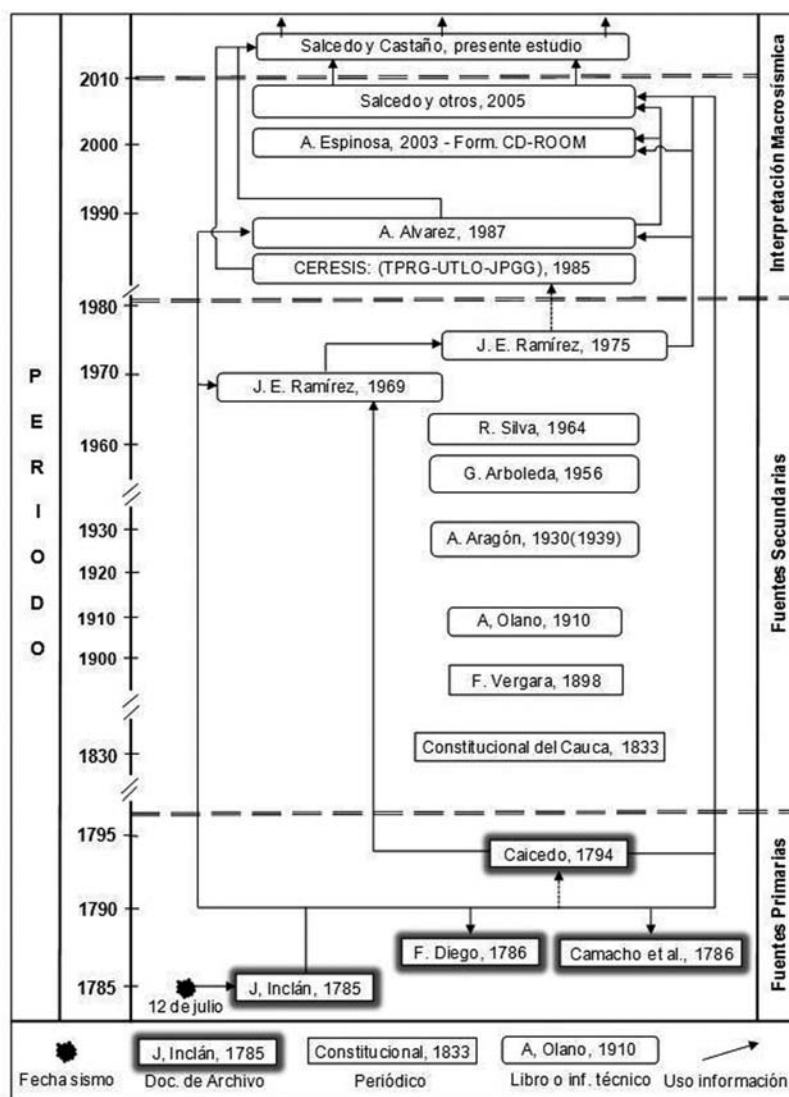 Salcedo y Castaño, presente estudio
2010
Salcedo y otros, 2005
2000
A. Espinosa, 2003 - Form. CD-ROOM
1990
A. Alvarez, 1987
CERESIS: (TPRG-UTLO-JPGG), 1985
Interpretación Macrosísmica
1980
J. E. Ramírez, 1975
1970
J. E. Ramírez, 1969
R. Silva, 1964
1960
G. Arboleda, 1956
1930
A. Aragón, 1930(1939)
1920
1910
A, Olano, 1910
1900
F. Vergara, 1898
1830
Constitucional del Cauca, 1833
Fuentes Secundarias
PERIODO
1795
Caicedo, 1794
1790
F. Diego, 1786
Camacho et al., 1786
1785
J, Inclán, 1785
12 de julio
Fuentes Primarias
J, Inclán, 1785
Constitucional, 1833
A, Olano, 1910
Fecha sismo
Doc. de Archivo
Periódico
Libro o inf. técnico
Uso información